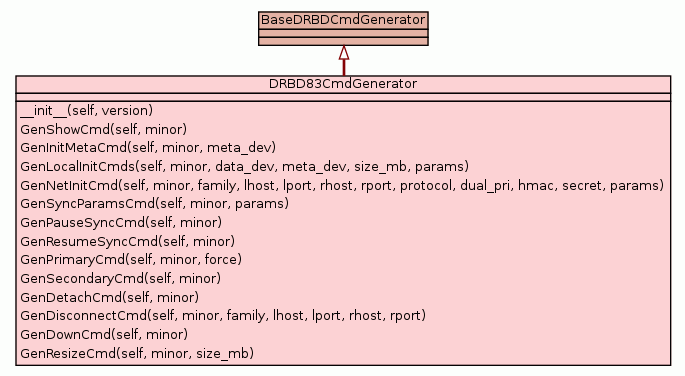 BaseDRBDCmdGenerator
DRBD83CmdGenerator
__init__(self, version)
GenShowCmd(self, minor)
GenInitMetaCmd(self, minor, meta_dev)
GenLocalInitCmds(self, minor, data_dev, meta_dev, size_mb, params)
GenNetInitCmd(self, minor, family, lhost, lport, rhost, rport, protocol, dual_pri, hmac, secret, params)
GenSyncParamsCmd(self, minor, params)
GenPauseSyncCmd(self, minor)
GenResumeSyncCmd(self, minor)
GenPrimaryCmd(self, minor, force)
GenSecondaryCmd(self, minor)
GenDetachCmd(self, minor)
GenDisconnectCmd(self, minor, family, lhost, lport, rhost, rport)
GenDownCmd(self, minor)
GenResizeCmd(self, minor, size_mb)